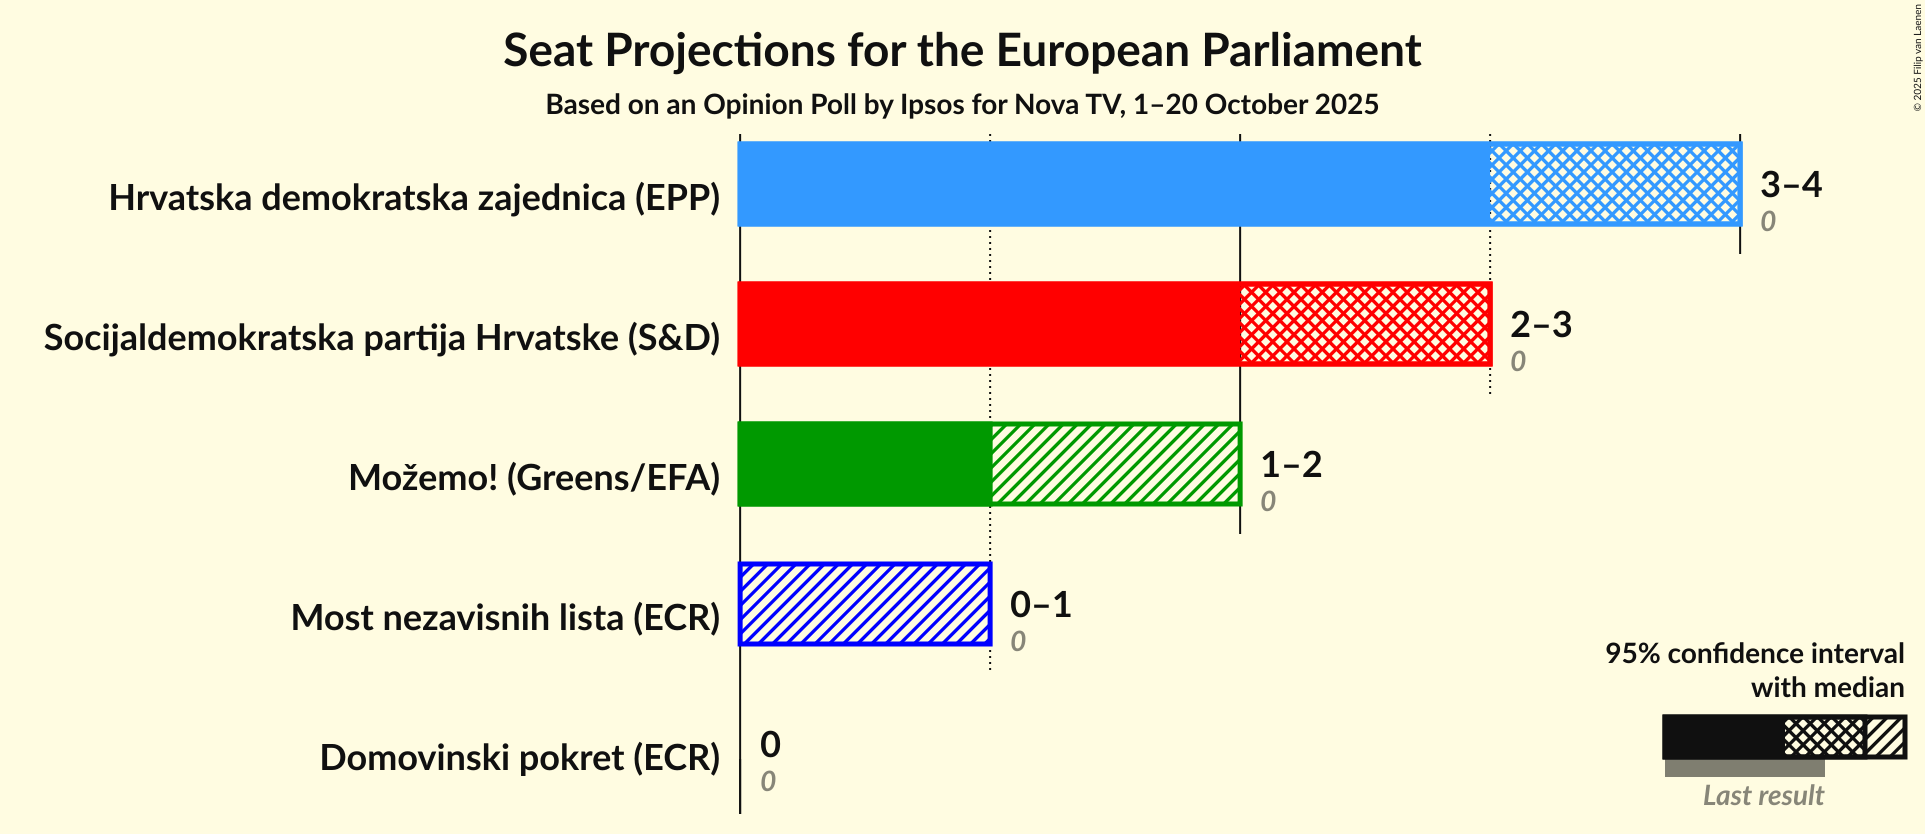 Seat Projections for the European Parliament
Based on an Opinion Poll by Ipsos for Nova TV, 1–20 October 2025
© 2025 Filip van Laenen
Hrvatska demokratska zajednica (EPP)
3–4
0
Socijaldemokratska partija Hrvatske (S&D)
2–3
0
Možemo! (Greens/EFA)
1–2
0
Most nezavisnih lista (ECR)
0–1
0
Domovinski pokret (ECR)
0
0
95% confidence interval
with median
Last result